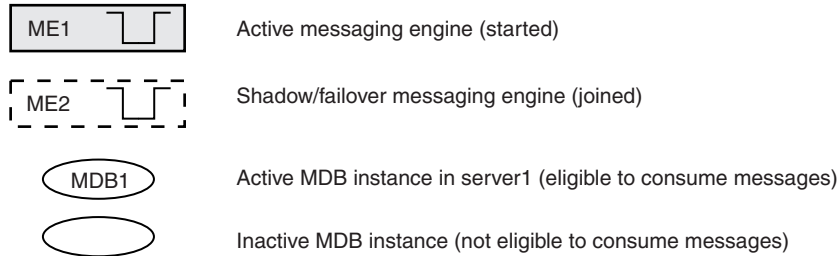 ME1 Active messaging engine (started)
ME2 Shadow/failover messaging engine (joined)
MDB1 Active MDB instance in server1 (eligible to consume messages)
Inactive MDB instance (not eligible to consume messages)